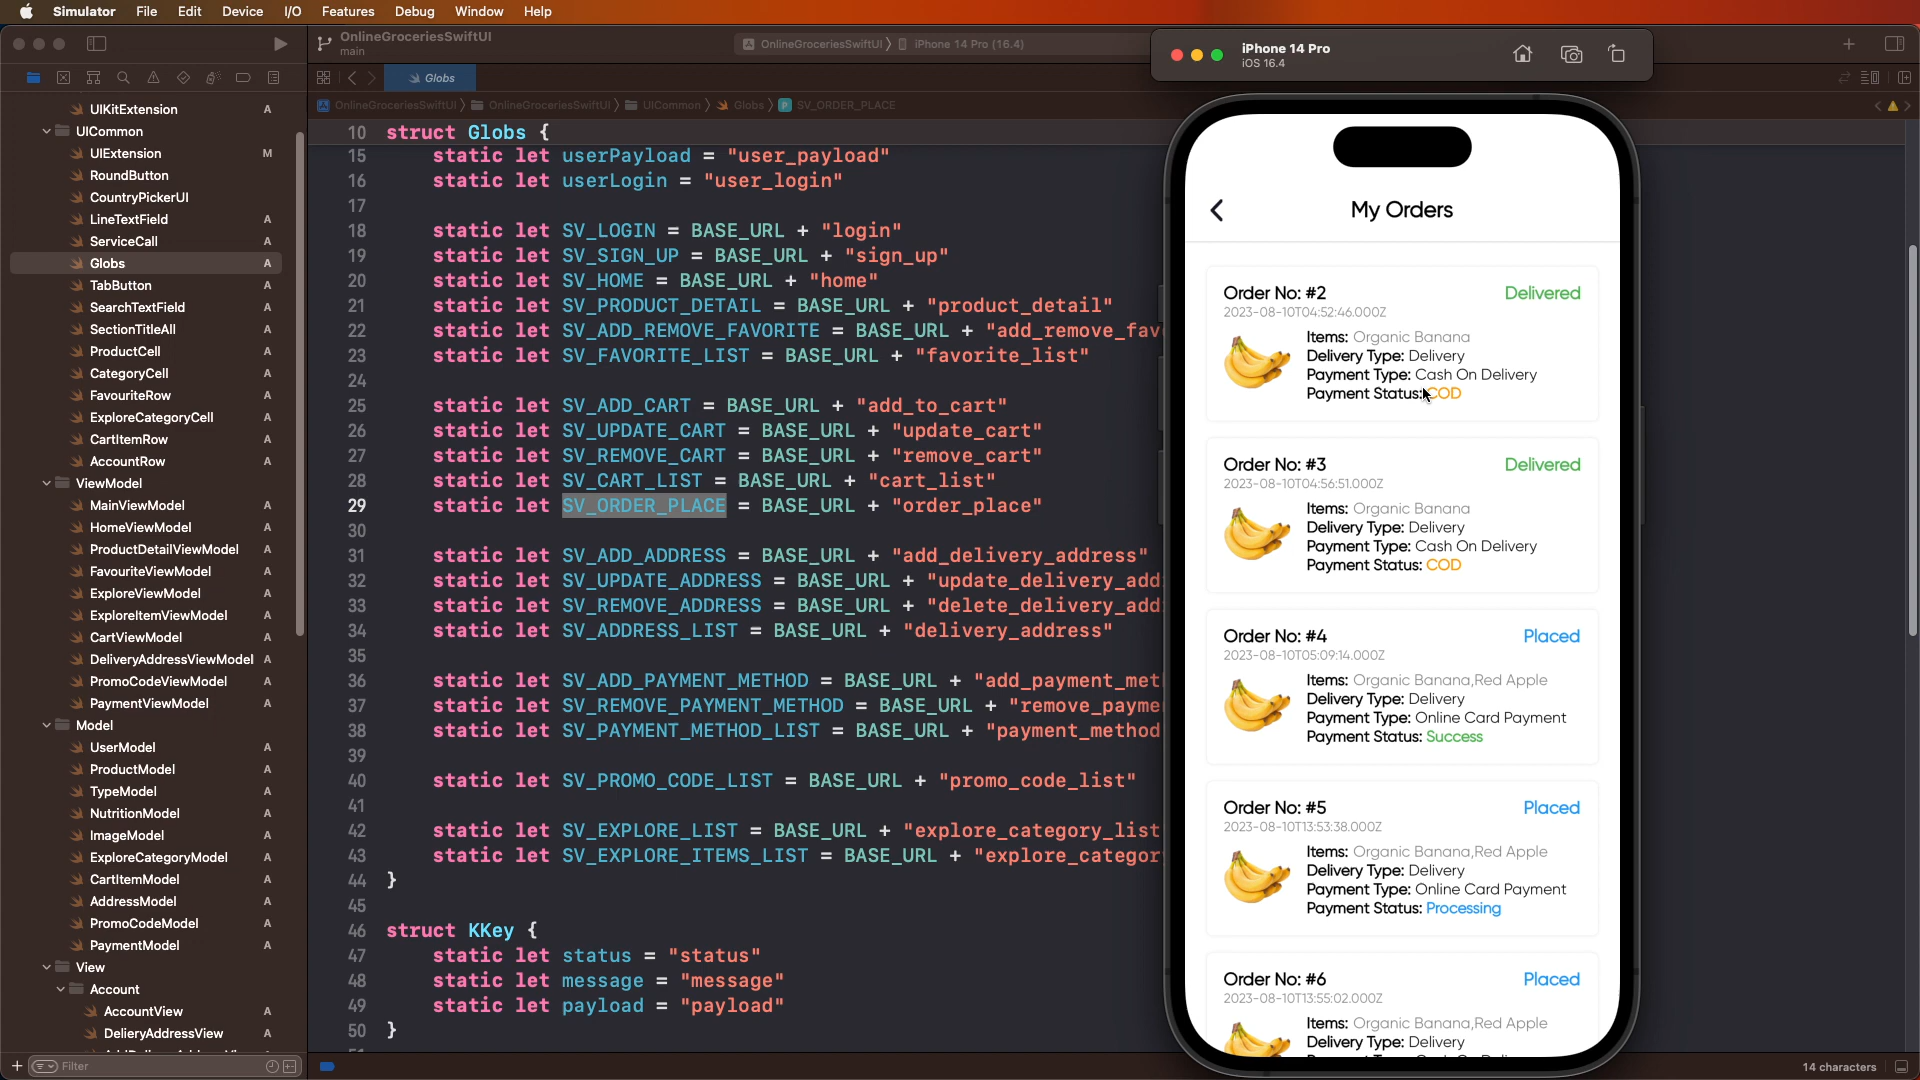 Simulator File Edit Device I/O Features Debug Window Help
OnlineGroceriesSwiftUI
main
OnlineGroceriesSwiftUI 〉 iPhone 14 Pro (16.4)
iPhone 14 Pro
iOS 16.4
Globs
OnlineGroceriesSwiftUI 〉 OnlineGroceriesSwiftUI 〉 UICommon 〉 Globs 〉 P SV_ORDER_PLACE
UIKitExtension A
UICommon
UIExtension M
RoundButton
CountryPickerUI
LineTextField A
ServiceCall A
Globs A
TabButton A
SearchTextField A
SectionTitleAll A
ProductCell A
CategoryCell A
FavouriteRow A
ExploreCategoryCell A
CartItemRow A
AccountRow A
ViewModel
MainViewModel A
HomeViewModel A
ProductDetailViewModel A
FavouriteViewModel A
ExploreViewModel A
ExploreItemViewModel A
CartViewModel A
DeliveryAddressViewModel A
PromoCodeViewModel A
PaymentViewModel A
Model
UserModel A
ProductModel A
TypeModel A
NutritionModel A
ImageModel A
ExploreCategoryModel A
CartItemModel A
AddressModel A
PromoCodeModel A
PaymentModel A
View
Account
AccountView A
DelieryAddressView A
Filter
10 struct Globs {
15 static let userPayload = "user_payload"
16 static let userLogin = "user_login"
17
18 static let SV_LOGIN = BASE_URL + "login"
19 static let SV_SIGN_UP = BASE_URL + "sign_up"
20 static let SV_HOME = BASE_URL + "home"
21 static let SV_PRODUCT_DETAIL = BASE_URL + "product_detail"
22 static let SV_ADD_REMOVE_FAVORITE = BASE_URL + "add_remove_fav
23 static let SV_FAVORITE_LIST = BASE_URL + "favorite_list"
24
25 static let SV_ADD_CART = BASE_URL + "add_to_cart"
26 static let SV_UPDATE_CART = BASE_URL + "update_cart"
27 static let SV_REMOVE_CART = BASE_URL + "remove_cart"
28 static let SV_CART_LIST = BASE_URL + "cart_list"
29 static let SV_ORDER_PLACE = BASE_URL + "order_place"
30
31 static let SV_ADD_ADDRESS = BASE_URL + "add_delivery_address"
32 static let SV_UPDATE_ADDRESS = BASE_URL + "update_delivery_add
33 static let SV_REMOVE_ADDRESS = BASE_URL + "delete_delivery_add
34 static let SV_ADDRESS_LIST = BASE_URL + "delivery_address"
35
36 static let SV_ADD_PAYMENT_METHOD = BASE_URL + "add_payment_met
37 static let SV_REMOVE_PAYMENT_METHOD = BASE_URL + "remove_payme
38 static let SV_PAYMENT_METHOD_LIST = BASE_URL + "payment_method
39
40 static let SV_PROMO_CODE_LIST = BASE_URL + "promo_code_list"
41
42 static let SV_EXPLORE_LIST = BASE_URL + "explore_category_list
43 static let SV_EXPLORE_ITEMS_LIST = BASE_URL + "explore_categor
44 }
45
46 struct KKey {
47 static let status = "status"
48 static let message = "message"
49 static let payload = "payload"
50 }
My Orders
Order No: #2 Delivered
2023-08-10T04:52:46.000Z
Items: Organic Banana
Delivery Type: Delivery
Payment Type: Cash On Delivery
Payment Status: COD
Order No: #3 Delivered
2023-08-10T04:56:51.000Z
Items: Organic Banana
Delivery Type: Delivery
Payment Type: Cash On Delivery
Payment Status: COD
Order No: #4 Placed
2023-08-10T05:09:14.000Z
Items: Organic Banana,Red Apple
Delivery Type: Delivery
Payment Type: Online Card Payment
Payment Status: Success
Order No: #5 Placed
2023-08-10T13:53:38.000Z
Items: Organic Banana,Red Apple
Delivery Type: Delivery
Payment Type: Online Card Payment
Payment Status: Processing
Order No: #6 Placed
2023-08-10T13:55:02.000Z
Items: Organic Banana,Red Apple
Delivery Type: Delivery
14 characters